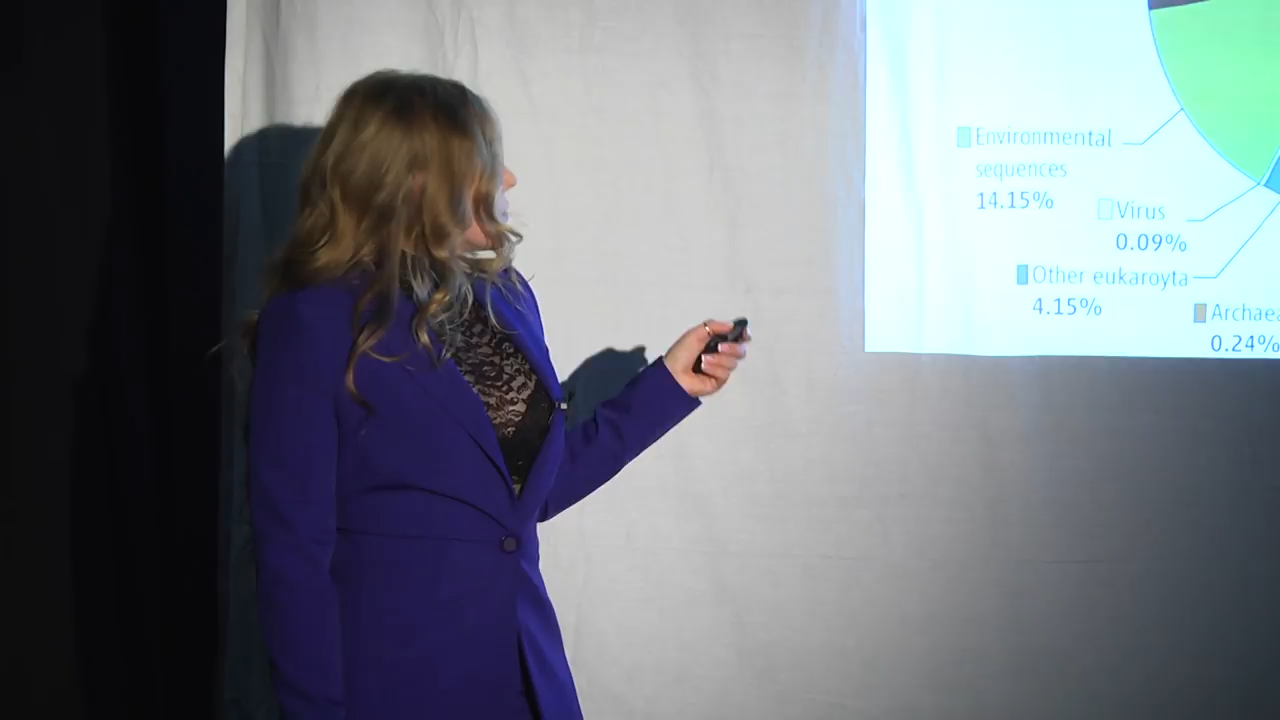 Environmental
sequences
14.15%
Virus
0.09%
Other eukaroyta
4.15%
Archaea
0.24%